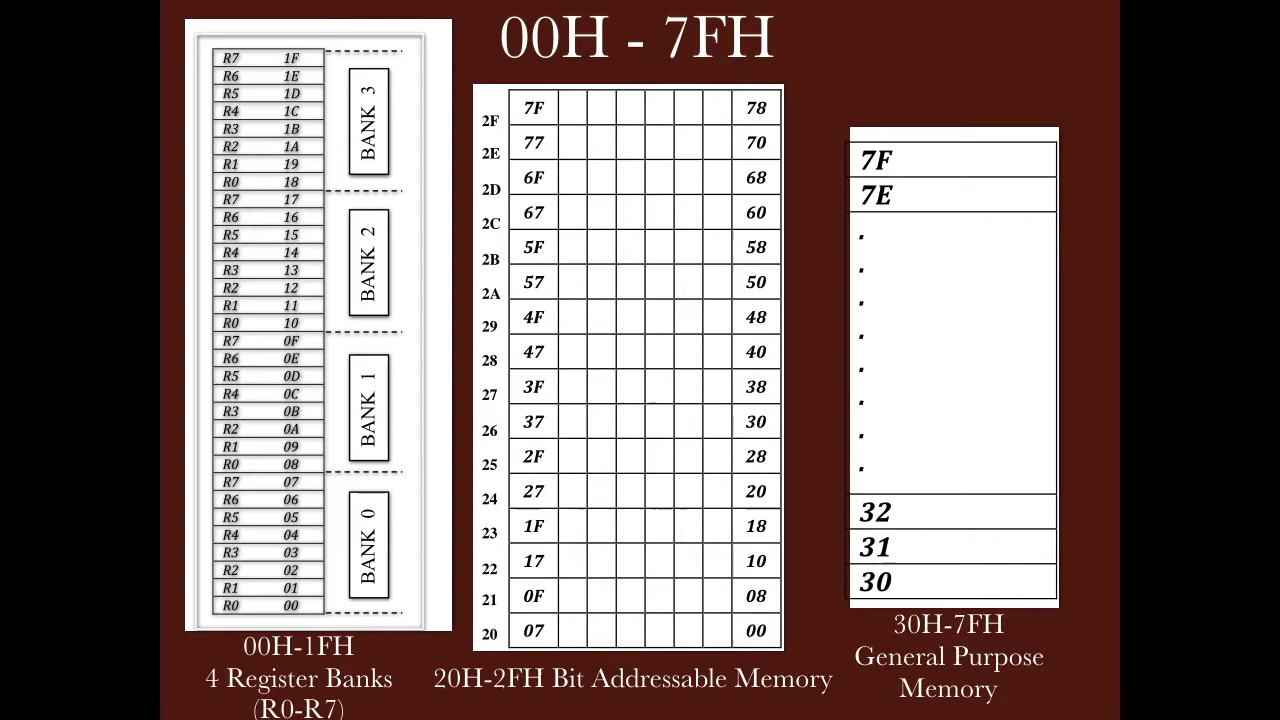 00H - 7FH
R7 1F
R6 1E
R5 1D
R4 1C
R3 1B
R2 1A
R1 19
R0 18
BANK 3
R7 17
R6 16
R5 15
R4 14
R3 13
R2 12
R1 11
R0 10
BANK 2
R7 0F
R6 0E
R5 0D
R4 0C
R3 0B
R2 0A
R1 09
R0 08
BANK 1
R7 07
R6 06
R5 05
R4 04
R3 03
R2 02
R1 01
R0 00
BANK 0
00H-1FH
4 Register Banks
(R0-R7)
2F 7F 78
2E 77 70
2D 6F 68
2C 67 60
2B 5F 58
2A 57 50
29 4F 48
28 47 40
27 3F 38
26 37 30
25 2F 28
24 27 20
23 1F 18
22 17 10
21 0F 08
20 07 00
20H-2FH Bit Addressable Memory
7F
7E
.
.
.
.
.
.
.
.
32
31
30
30H-7FH
General Purpose
Memory